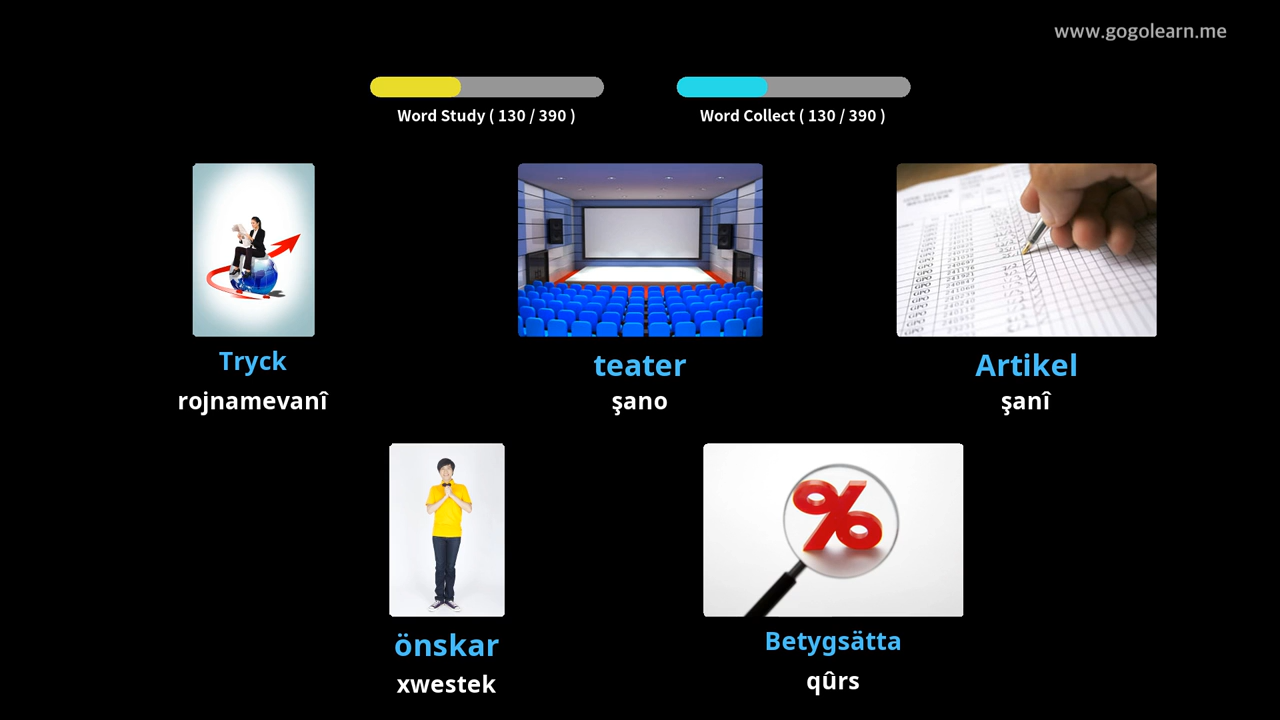 www.gogolearn.me
Word Study ( 130 / 390 )
Word Collect ( 130 / 390 )
Tryck
rojnamevanî
teater
şano
Artikel
şanî
önskar
xwestek
Betygsätta
qûrs